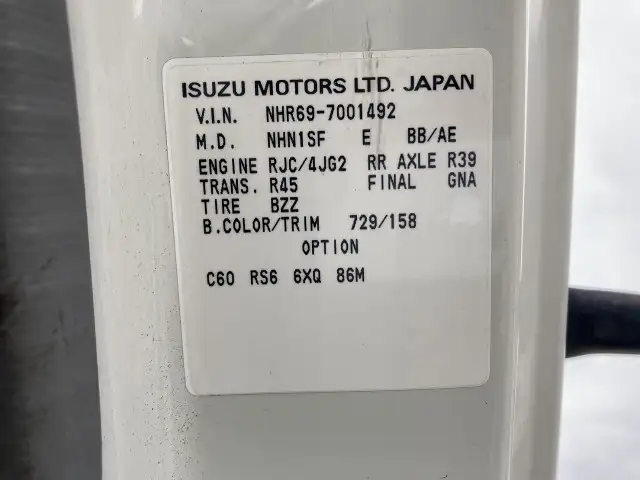 ISUZU MOTORS LTD. JAPAN
V.I.N. NHR69-7001492
M.D. NHN1SF E BB/AE
ENGINE RJC/4JG2 RR AXLE R39
TRANS. R45 FINAL GNA
TIRE BZZ
B.COLOR/TRIM 729/158
OPTION
C60 RS6 6XQ 86M